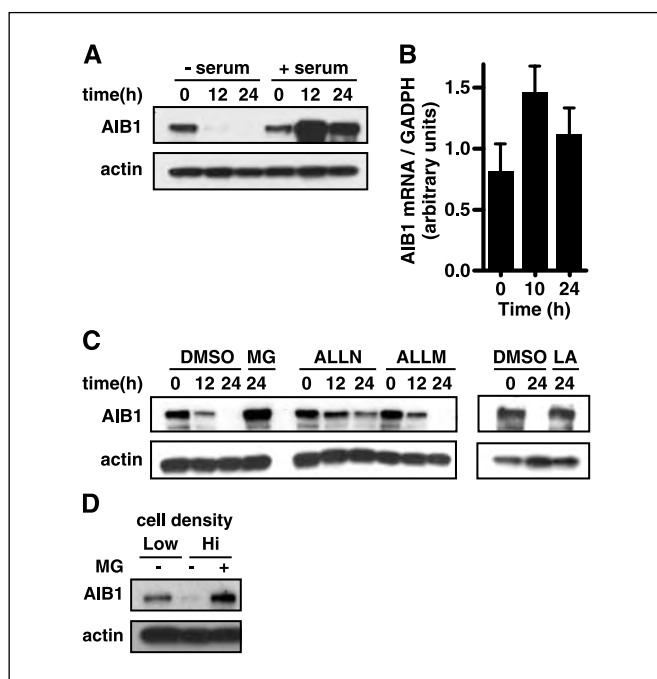 A
- serum + serum
time(h) 0 12 24 0 12 24
AIB1
actin
B
AIB1 mRNA / GADPH
(arbitrary units)
1.5
1.0
0.5
0.0
0 10 24
Time (h)
C
DMSO MG ALLN ALLM DMSO LA
time(h) 0 12 24 24 0 12 24 0 12 24 0 24 24
AIB1
actin
D
cell density
Low Hi
MG - - +
AIB1
actin